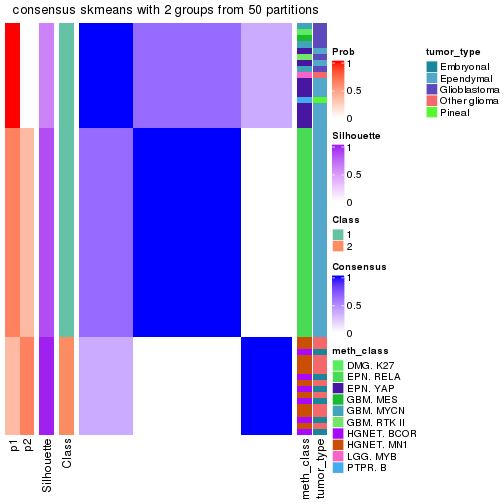 consensus skmeans with 2 groups from 50 partitions
Prob
1
0.5
0
Silhouette
1
0.5
0
Class
1
2
Consensus
1
0.5
0
meth_class
DMG. K27
EPN. RELA
EPN. YAP
GBM. MES
GBM. MYCN
GBM. RTK II
HGNET. BCOR
HGNET. MN1
LGG. MYB
PTPR. B
tumor_type
Embryonal
Ependymal
Glioblastoma
Other glioma
Pineal
p1
p2
Silhouette
Class
meth_class
tumor_type